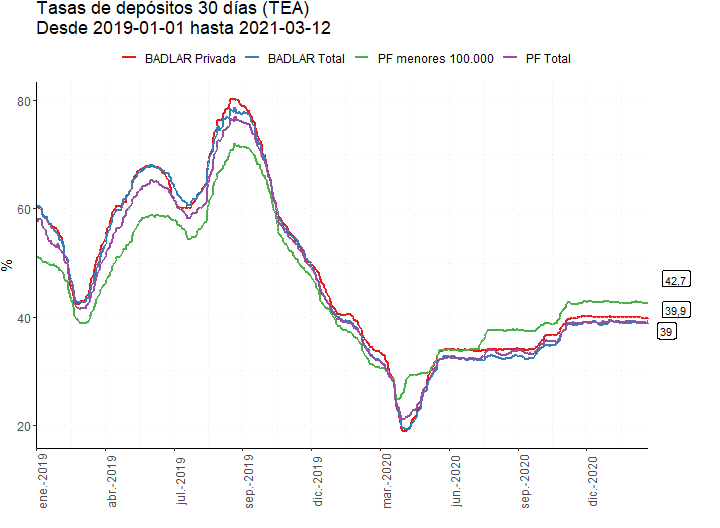 Tasas de depósitos 30 días (TEA)
Desde 2019-01-01 hasta 2021-03-12
BADLAR Privada BADLAR Total PF menores 100.000 PF Total
%
80
60
40
20
42,7
39,9
39
ene.-2019
abr.-2019
jul.-2019
sep.-2019
dic.-2019
mar.-2020
jun.-2020
sep.-2020
dic.-2020